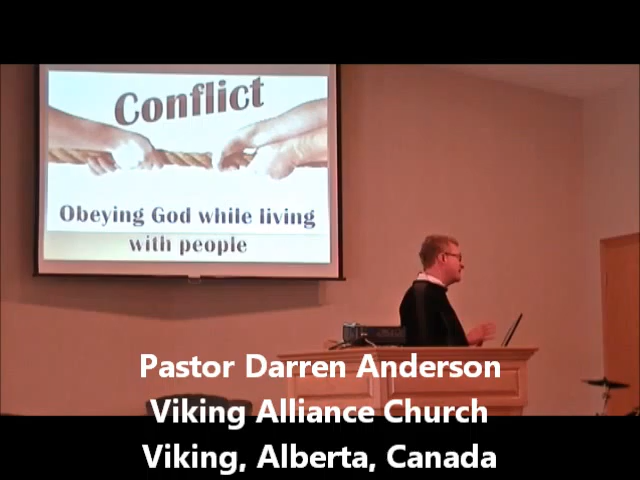 Conflict
Obeying God while living
with people
Pastor Darren Anderson
Viking Alliance Church
Viking, Alberta, Canada